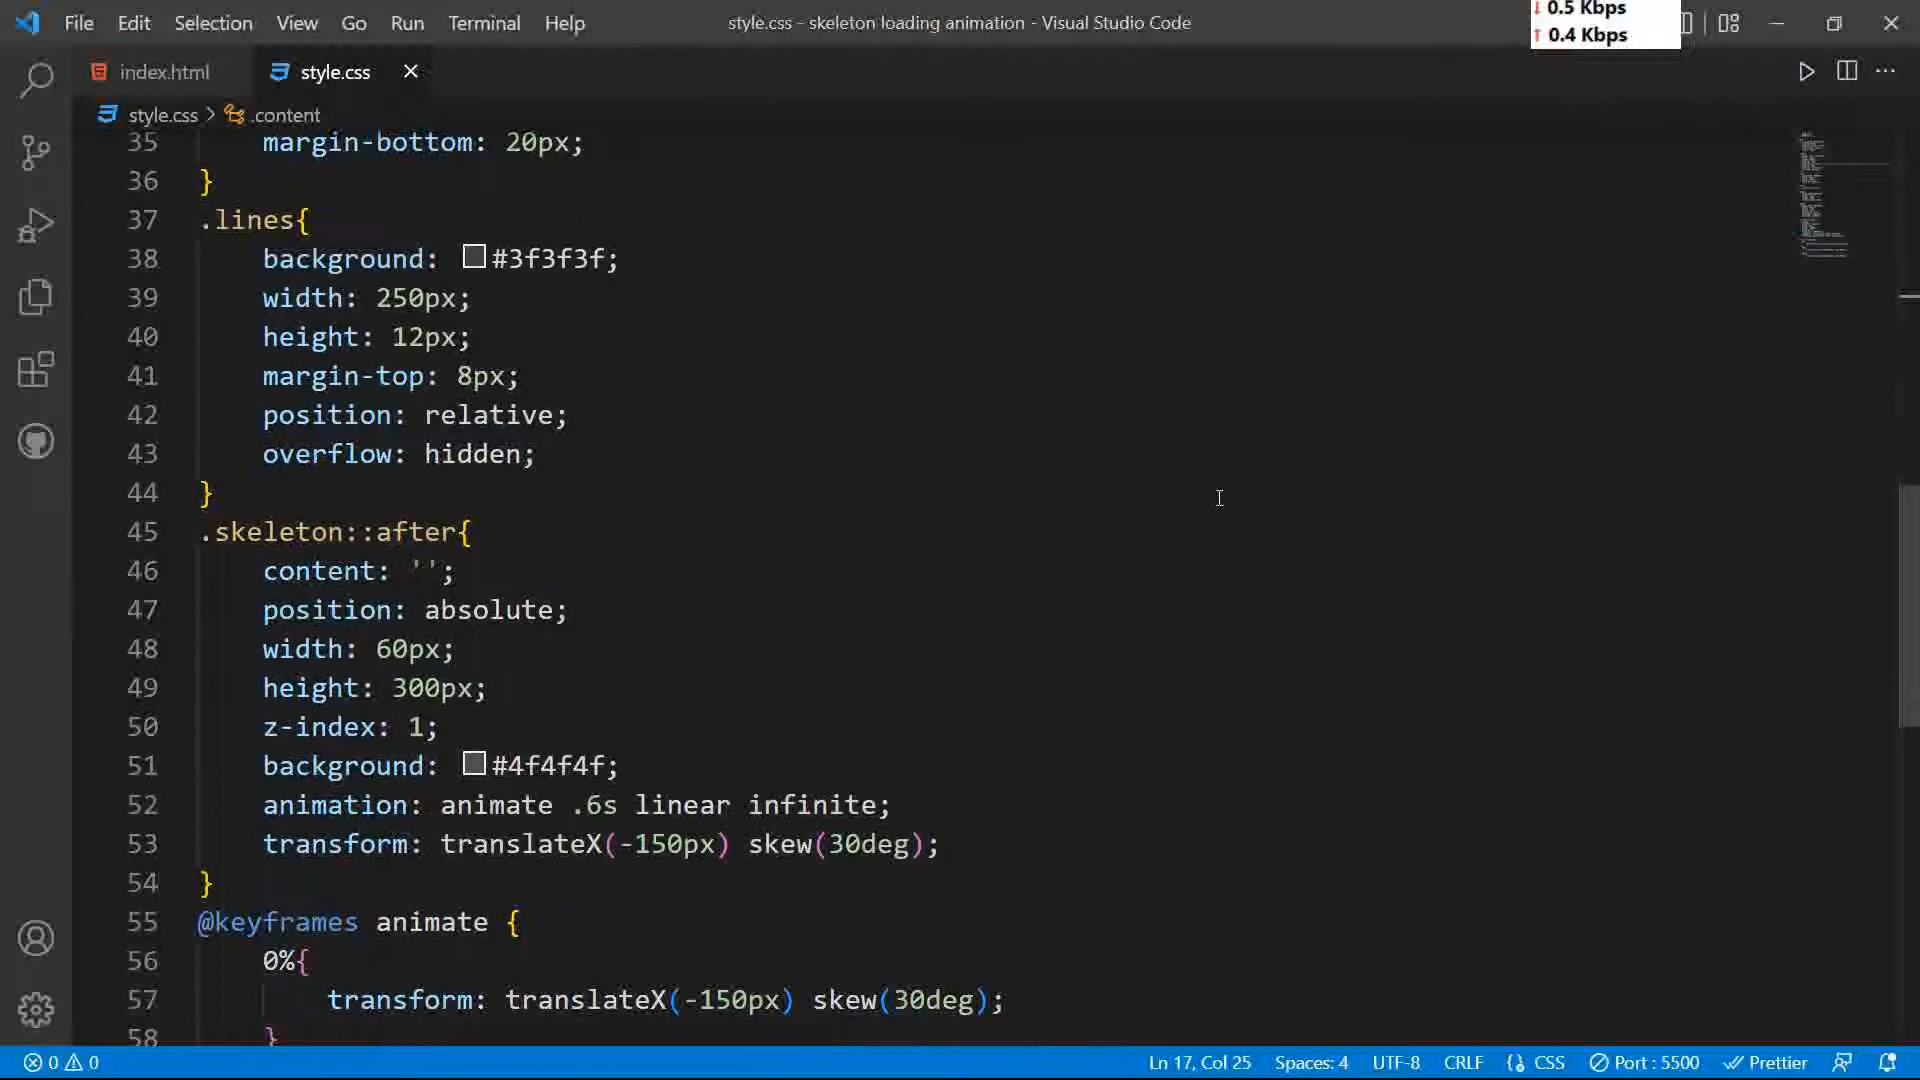 File Edit Selection View Go Run Terminal Help
style.css - skeleton loading animation - Visual Studio Code
↓ 0.5 Kbps
↑ 0.4 Kbps
index.html
style.css
style.css > .content
35 margin-bottom: 20px;
36 }
37 .lines{
38 background: #3f3f3f;
39 width: 250px;
40 height: 12px;
41 margin-top: 8px;
42 position: relative;
43 overflow: hidden;
44 }
45 .skeleton::after{
46 content: '';
47 position: absolute;
48 width: 60px;
49 height: 300px;
50 z-index: 1;
51 background: #4f4f4f;
52 animation: animate .6s linear infinite;
53 transform: translateX(-150px) skew(30deg);
54 }
55 @keyframes animate {
56 0%{
57 transform: translateX(-150px) skew(30deg);
58 }
0 0 Ln 17, Col 25 Spaces: 4 UTF-8 CRLF {} CSS Port : 5500 Prettier